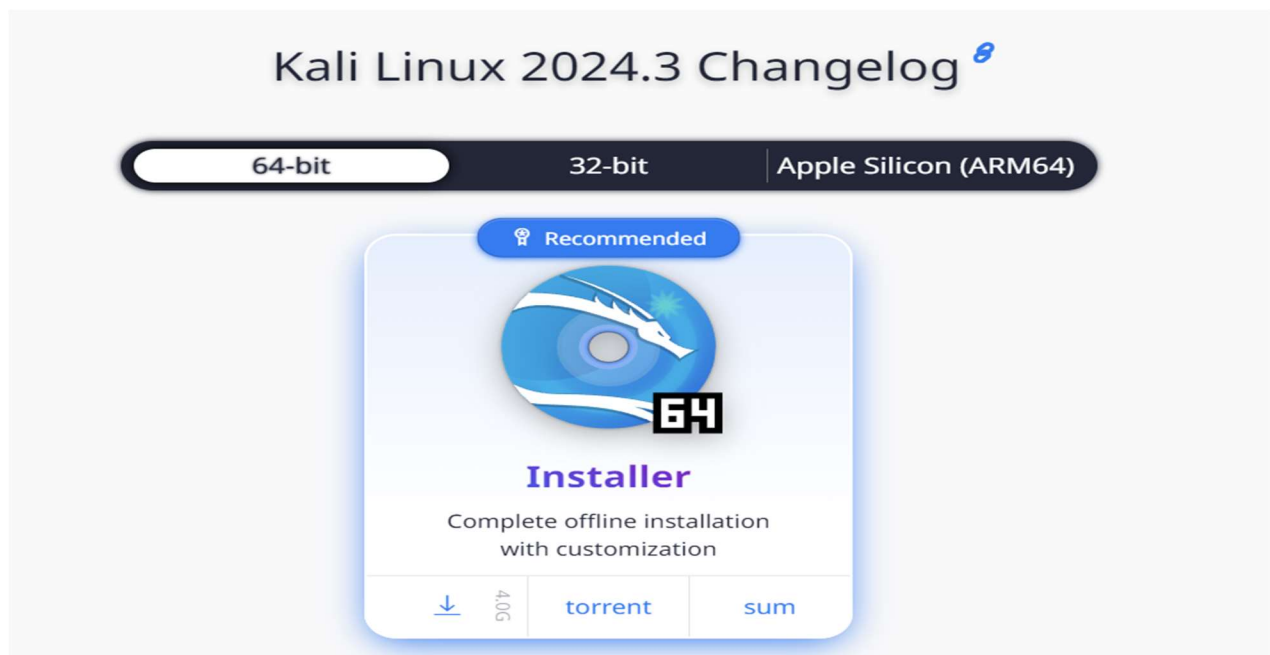 Kali Linux 2024.3 Changelog
64-bit
32-bit
Apple Silicon (ARM64)
Recommended
64
Installer
Complete offline installation
with customization
4.0G
torrent
sum